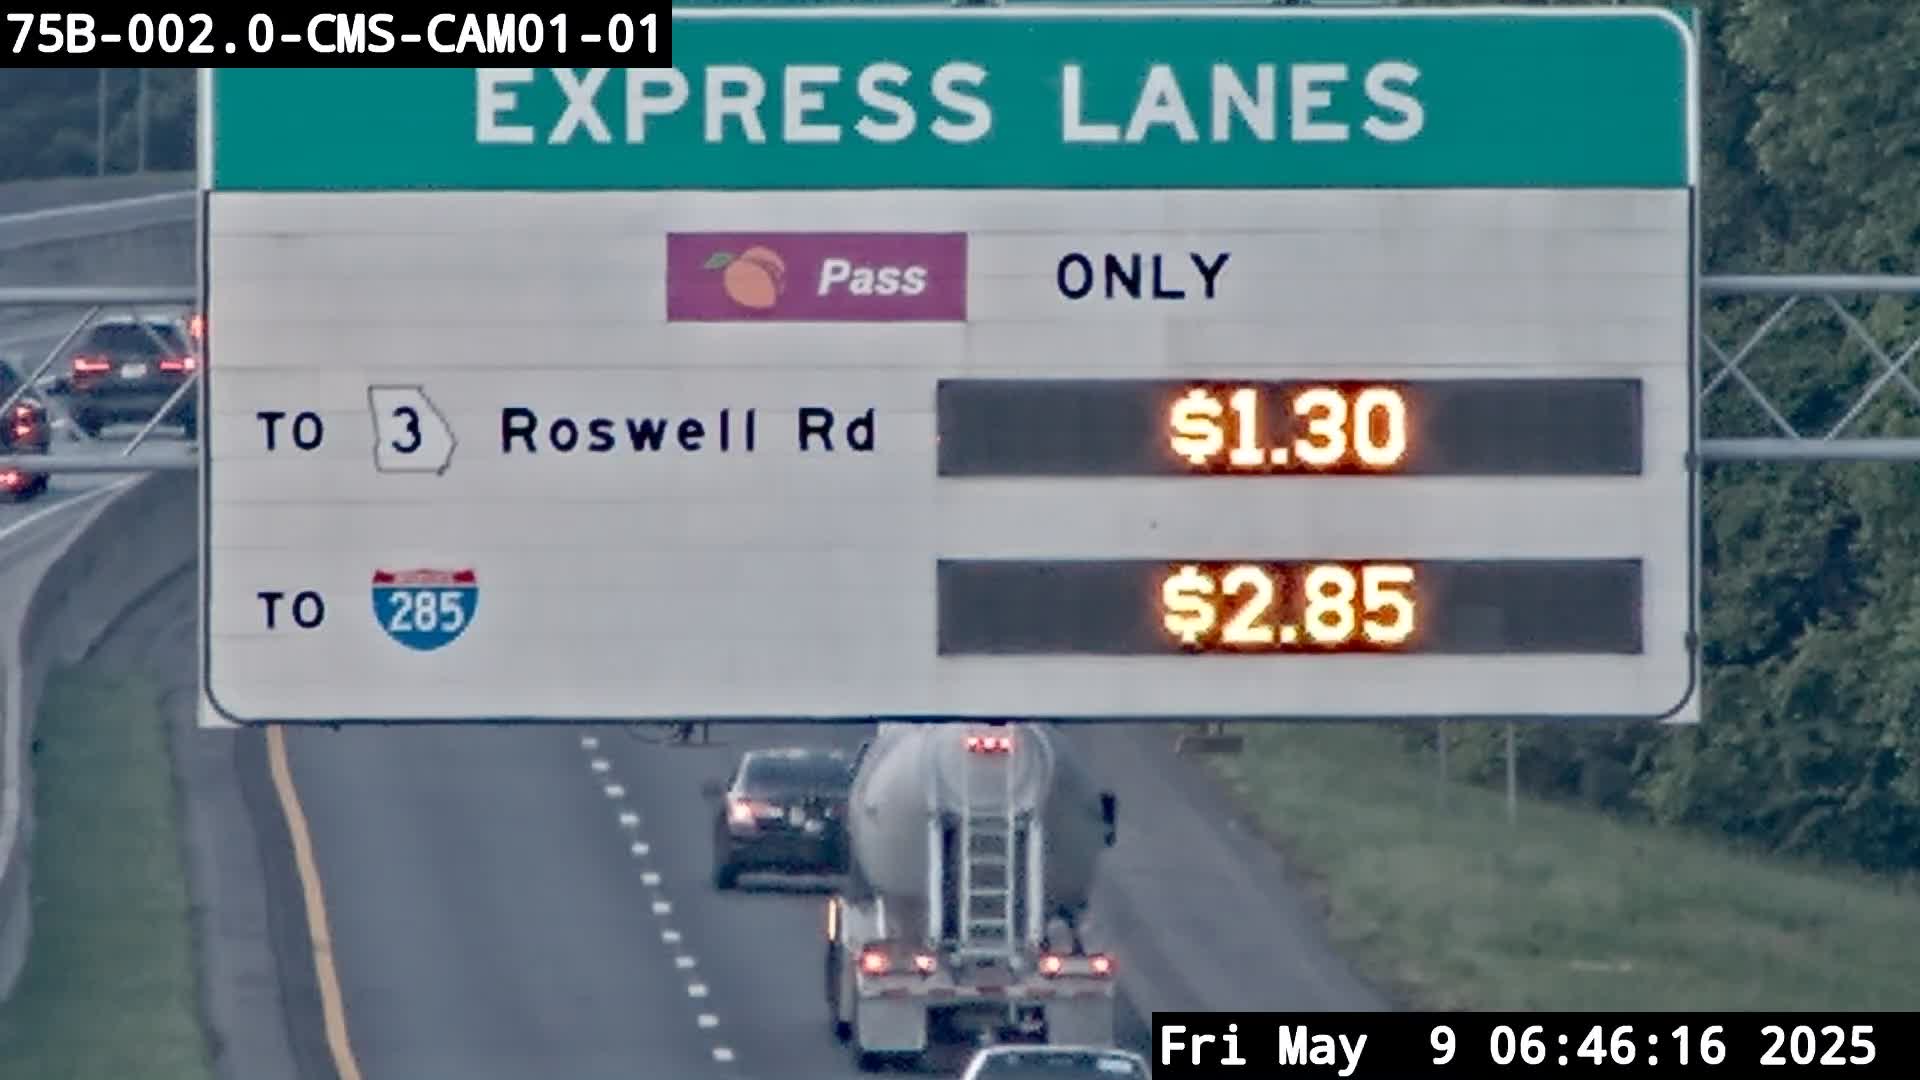 75B-002.0-CMS-CAM01-01
EXPRESS LANES
Pass ONLY
TO 3 Roswell Rd $1.30
TO 285 $2.85
Fri May 9 06:46:16 2025